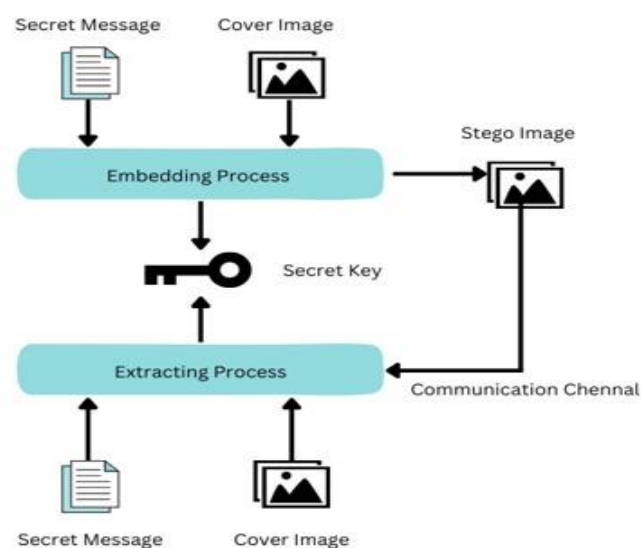 Secret Message
Cover Image
Stego Image
Embedding Process
Secret Key
Extracting Process
Communication Chennal
Secret Message
Cover Image